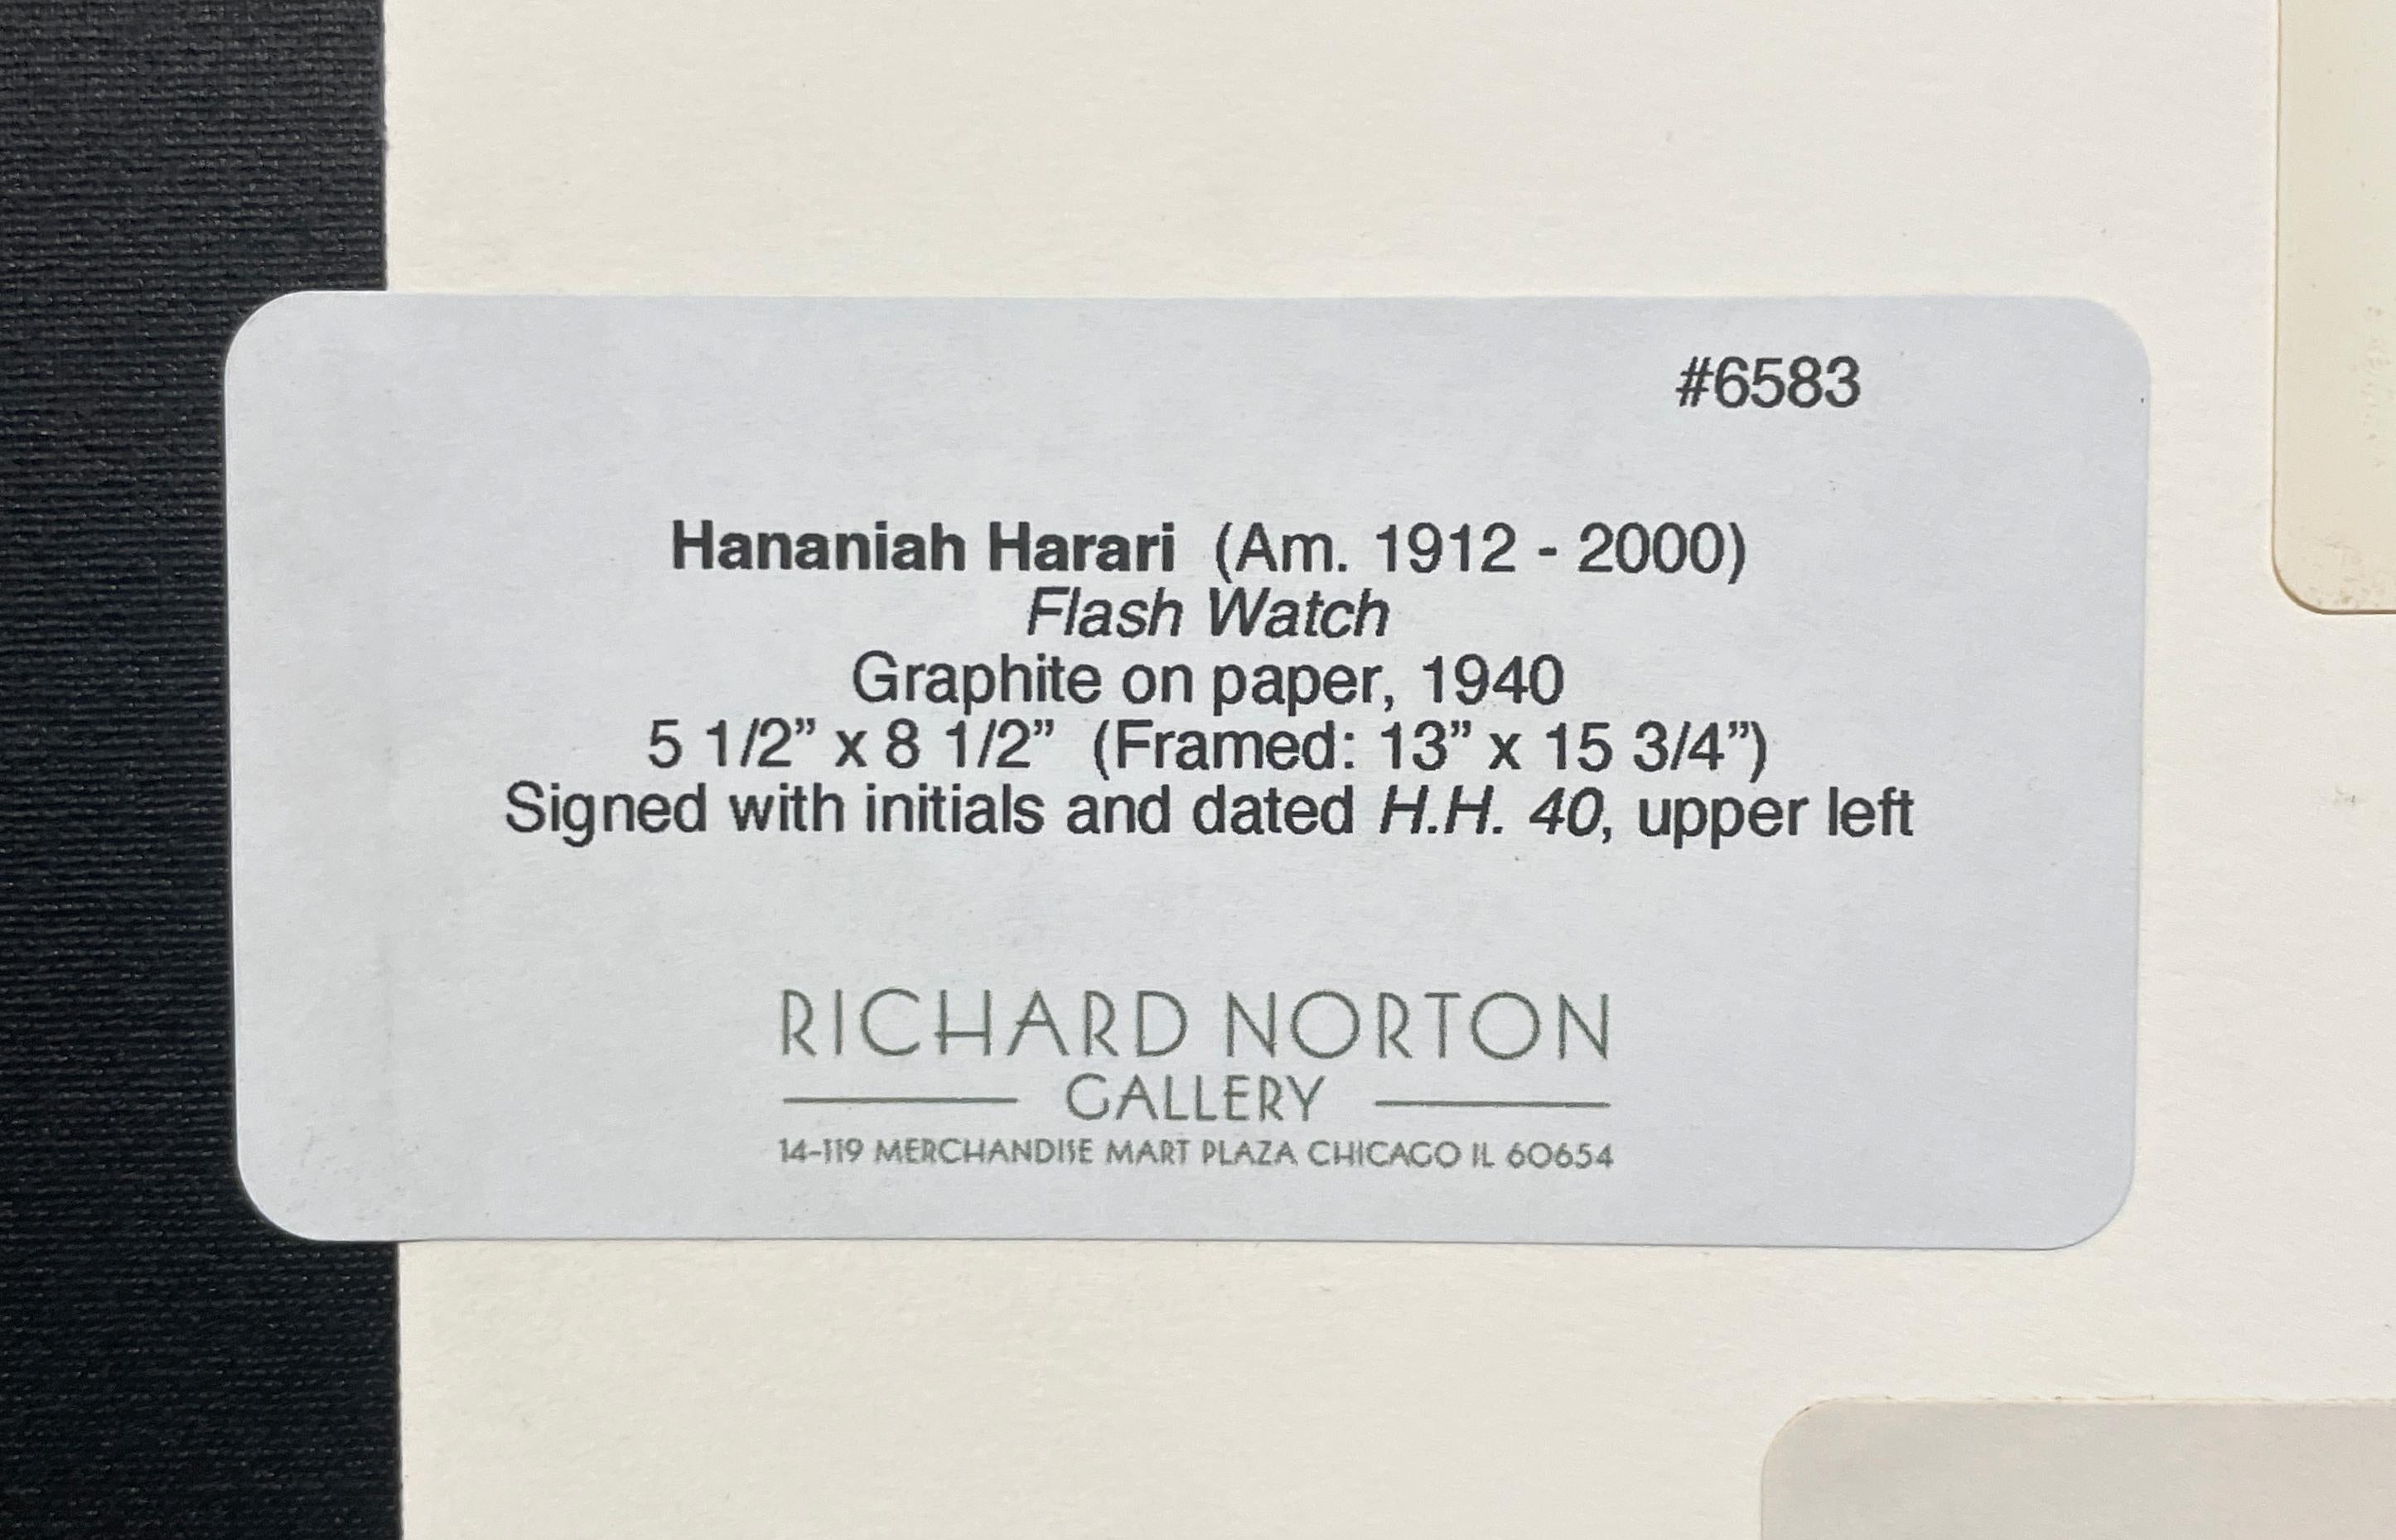 #6583
Hananiah Harari (Am. 1912 - 2000)
Flash Watch
Graphite on paper, 1940
5 1/2” x 8 1/2” (Framed: 13” x 15 3/4”)
Signed with initials and dated H.H. 40, upper left
RICHARD NORTON
GALLERY
14-119 MERCHANDISE MART PLAZA CHICAGO IL 60654